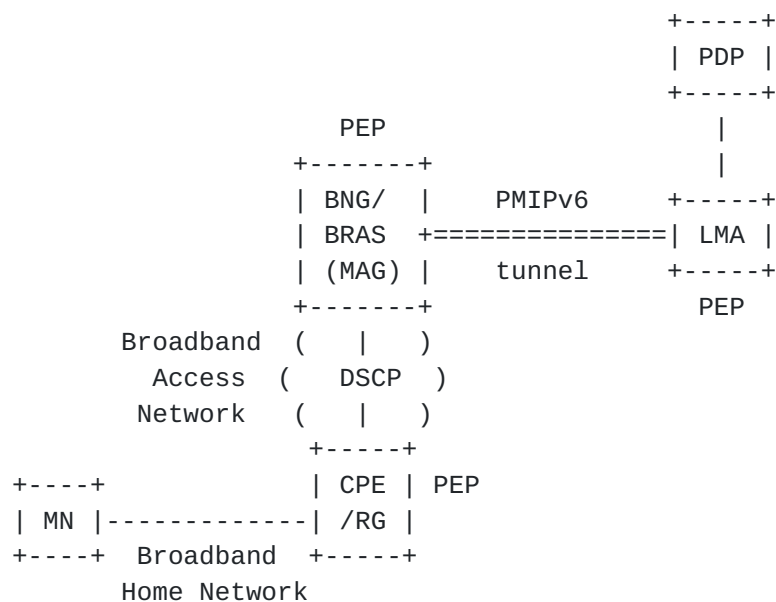 PDP
PEP
BNG/ PMIPv6
BRAS LMA
(MAG) tunnel
PEP
Broadband
Access DSCP
Network
CPE PEP
MN /RG
Broadband
Home Network